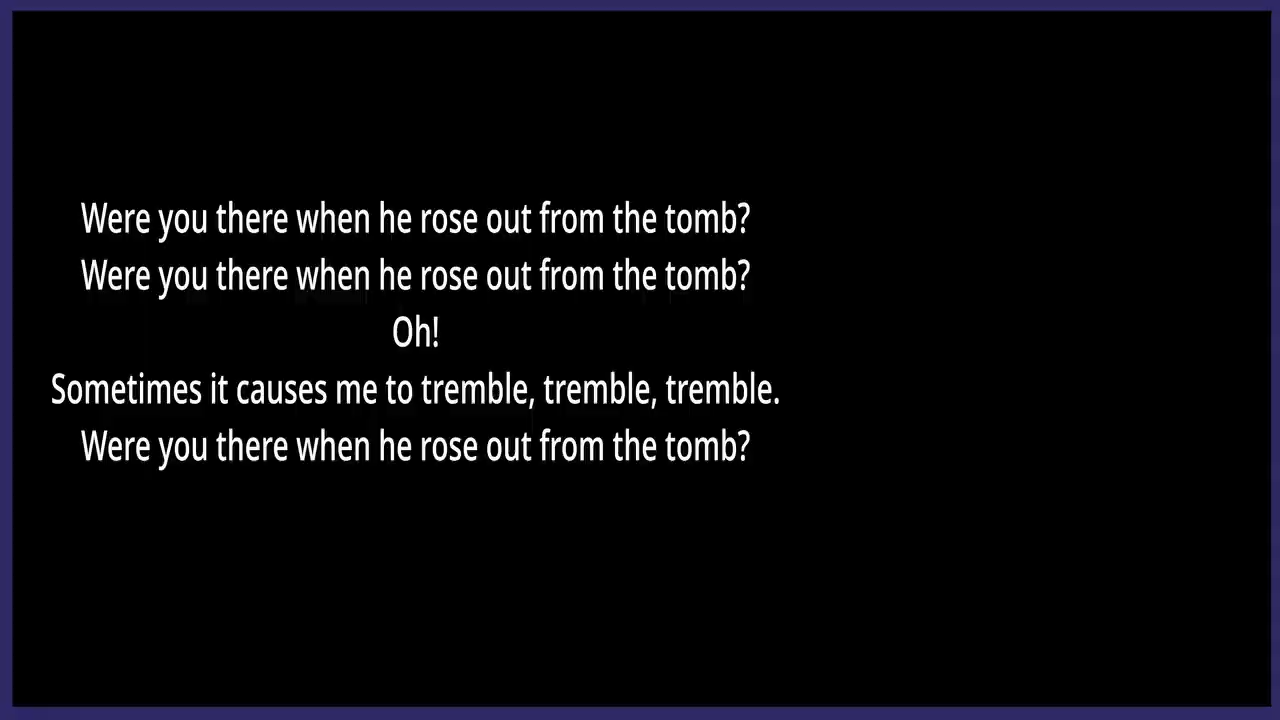 Were you there when he rose out from the tomb?
Were you there when he rose out from the tomb?
Oh!
Sometimes it causes me to tremble, tremble, tremble.
Were you there when he rose out from the tomb?